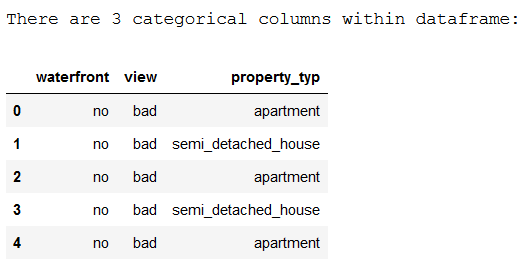 There are 3 categorical columns within dataframe:
waterfront view property_typ
0 no bad apartment
1 no bad semi_detached_house
2 no bad apartment
3 no bad semi_detached_house
4 no bad apartment